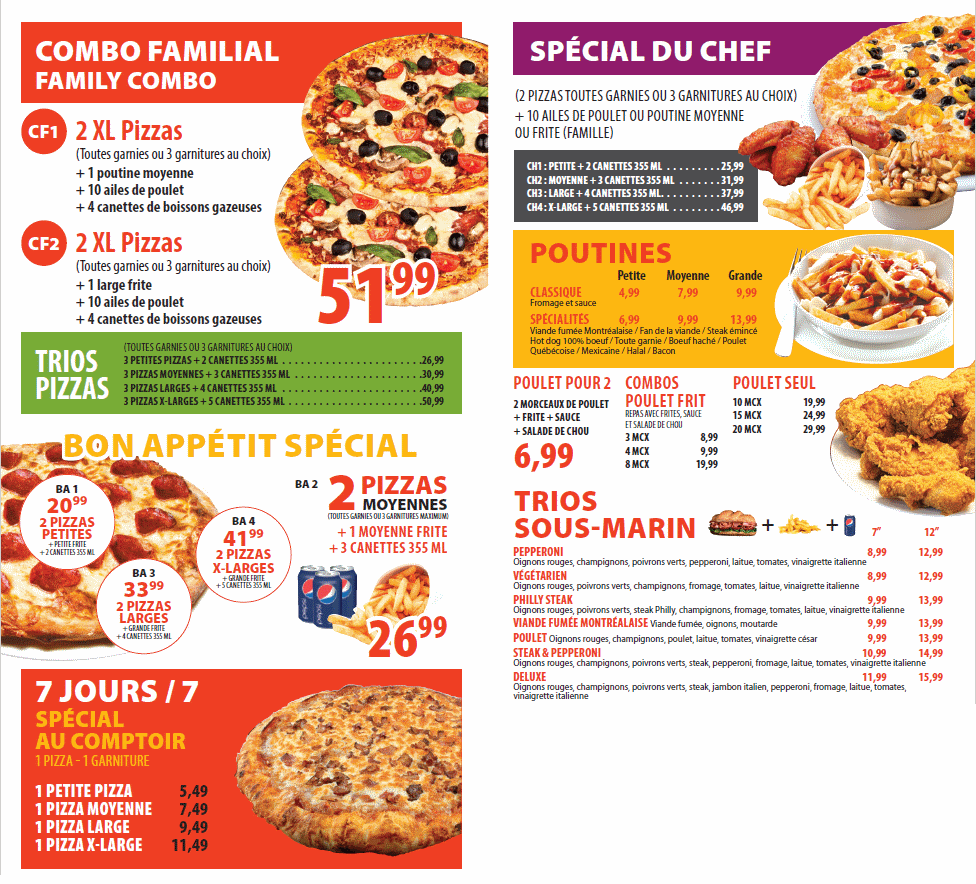 COMBO FAMILIAL
FAMILY COMBO
CF1
2 XL Pizzas
(Toutes garnies ou 3 garnitures au choix)
+ 1 poutine moyenne
+ 10 ailes de poulet
+ 4 canettes de boissons gazeuses
CF2
2 XL Pizzas
(Toutes garnies ou 3 garnitures au choix)
+ 1 large frite
+ 10 ailes de poulet
+ 4 canettes de boissons gazeuses
5199
TRIOS
PIZZAS
(TOUTES GARNIES OU 3 GARNITURES AU CHOIX)
3 PETITES PIZZAS + 2 CANETTES 355 ML .26,99
3 PIZZAS MOYENNES + 3 CANETTES 355 ML .30,99
3 PIZZAS LARGES + 4 CANETTES 355 ML .40,99
3 PIZZAS X-LARGES + 5 CANETTES 355 ML .50,99
BON APPÉTIT SPÉCIAL
BA 1
2099
2 PIZZAS
PETITES
+ PETITE FRITE
+ 2 CANETTES 355 ML
BA 4
4199
2 PIZZAS
X-LARGES
+ GRANDE FRITE
+ 5 CANETTES 355 ML
BA 3
3399
2 PIZZAS
LARGES
+ GRANDE FRITE
+ 4 CANETTES 355 ML
BA 2
2 PIZZAS
MOYENNES
(TOUTES GARNIES OU 3 GARNITURES MAXIMUM)
+ 1 MOYENNE FRITE
+ 3 CANETTES 355 ML
pepsi
2699
7 JOURS / 7
SPÉCIAL
AU COMPTOIR
1 PIZZA - 1 GARNITURE
1 PETITE PIZZA 5,49
1 PIZZA MOYENNE 7,49
1 PIZZA LARGE 9,49
1 PIZZA X-LARGE 11,49
SPÉCIAL DU CHEF
(2 PIZZAS TOUTES GARNIES OU 3 GARNITURES AU CHOIX)
+ 10 AILES DE POULET OU POUTINE MOYENNE
OU FRITE (FAMILLE)
CH1 : PETITE + 2 CANETTES 355 ML . . . . . . . . . 25,99
CH2 : MOYENNE + 3 CANETTES 355 ML . . . . . . . 31,99
CH3 : LARGE + 4 CANETTES 355 ML. . . . . . . . . . 37,99
CH4 : X-LARGE + 5 CANETTES 355 ML . . . . . . . . 46,99
POUTINES
Petite Moyenne Grande
CLASSIQUE 4,99 7,99 9,99
Fromage et sauce
SPÉCIALITÉS 6,99 9,99 13,99
Viande fumée Montréalaise / Fan de la viande / Steak émincé
Hot dog 100% boeuf / Toute garnie / Boeuf haché / Poulet
Québécoise / Mexicaine / Halal / Bacon
POULET POUR 2
2 MORCEAUX DE POULET
+ FRITE + SAUCE
+ SALADE DE CHOU
6,99
COMBOS
POULET FRIT
REPAS AVEC FRITES, SAUCE
ET SALADE DE CHOU
3 MCX 8,99
4 MCX 9,99
8 MCX 19,99
POULET SEUL
10 MCX 19,99
15 MCX 24,99
20 MCX 29,99
TRIOS
SOUS-MARIN + +
7" 12"
PEPPERONI 8,99 12,99
Oignons rouges, champignons, poivrons verts, pepperoni, laitue, tomates, vinaigrette italienne
VÉGÉTARIEN 8,99 12,99
Oignons rouges, poivrons verts, champignons, fromage, tomates, laitue, vinaigrette italienne
PHILLY STEAK 9,99 13,99
Oignons rouges, poivrons verts, steak Philly, champignons, fromage, tomates, laitue, vinaigrette italienne
VIANDE FUMÉE MONTRÉALAISE Viande fumée, oignons, moutarde 9,99 13,99
POULET Oignons rouges, champignons, poulet, laitue, tomates, vinaigrette césar 9,99 13,99
STEAK & PEPPERONI 10,99 14,99
Oignons rouges, champignons, poivrons verts, steak, pepperoni, fromage, laitue, tomates, vinaigrette italienne
DELUXE 11,99 15,99
Oignons rouges, champignons, poivrons verts, steak, jambon italien, pepperoni, fromage, laitue, tomates,
vinaigrette italienne